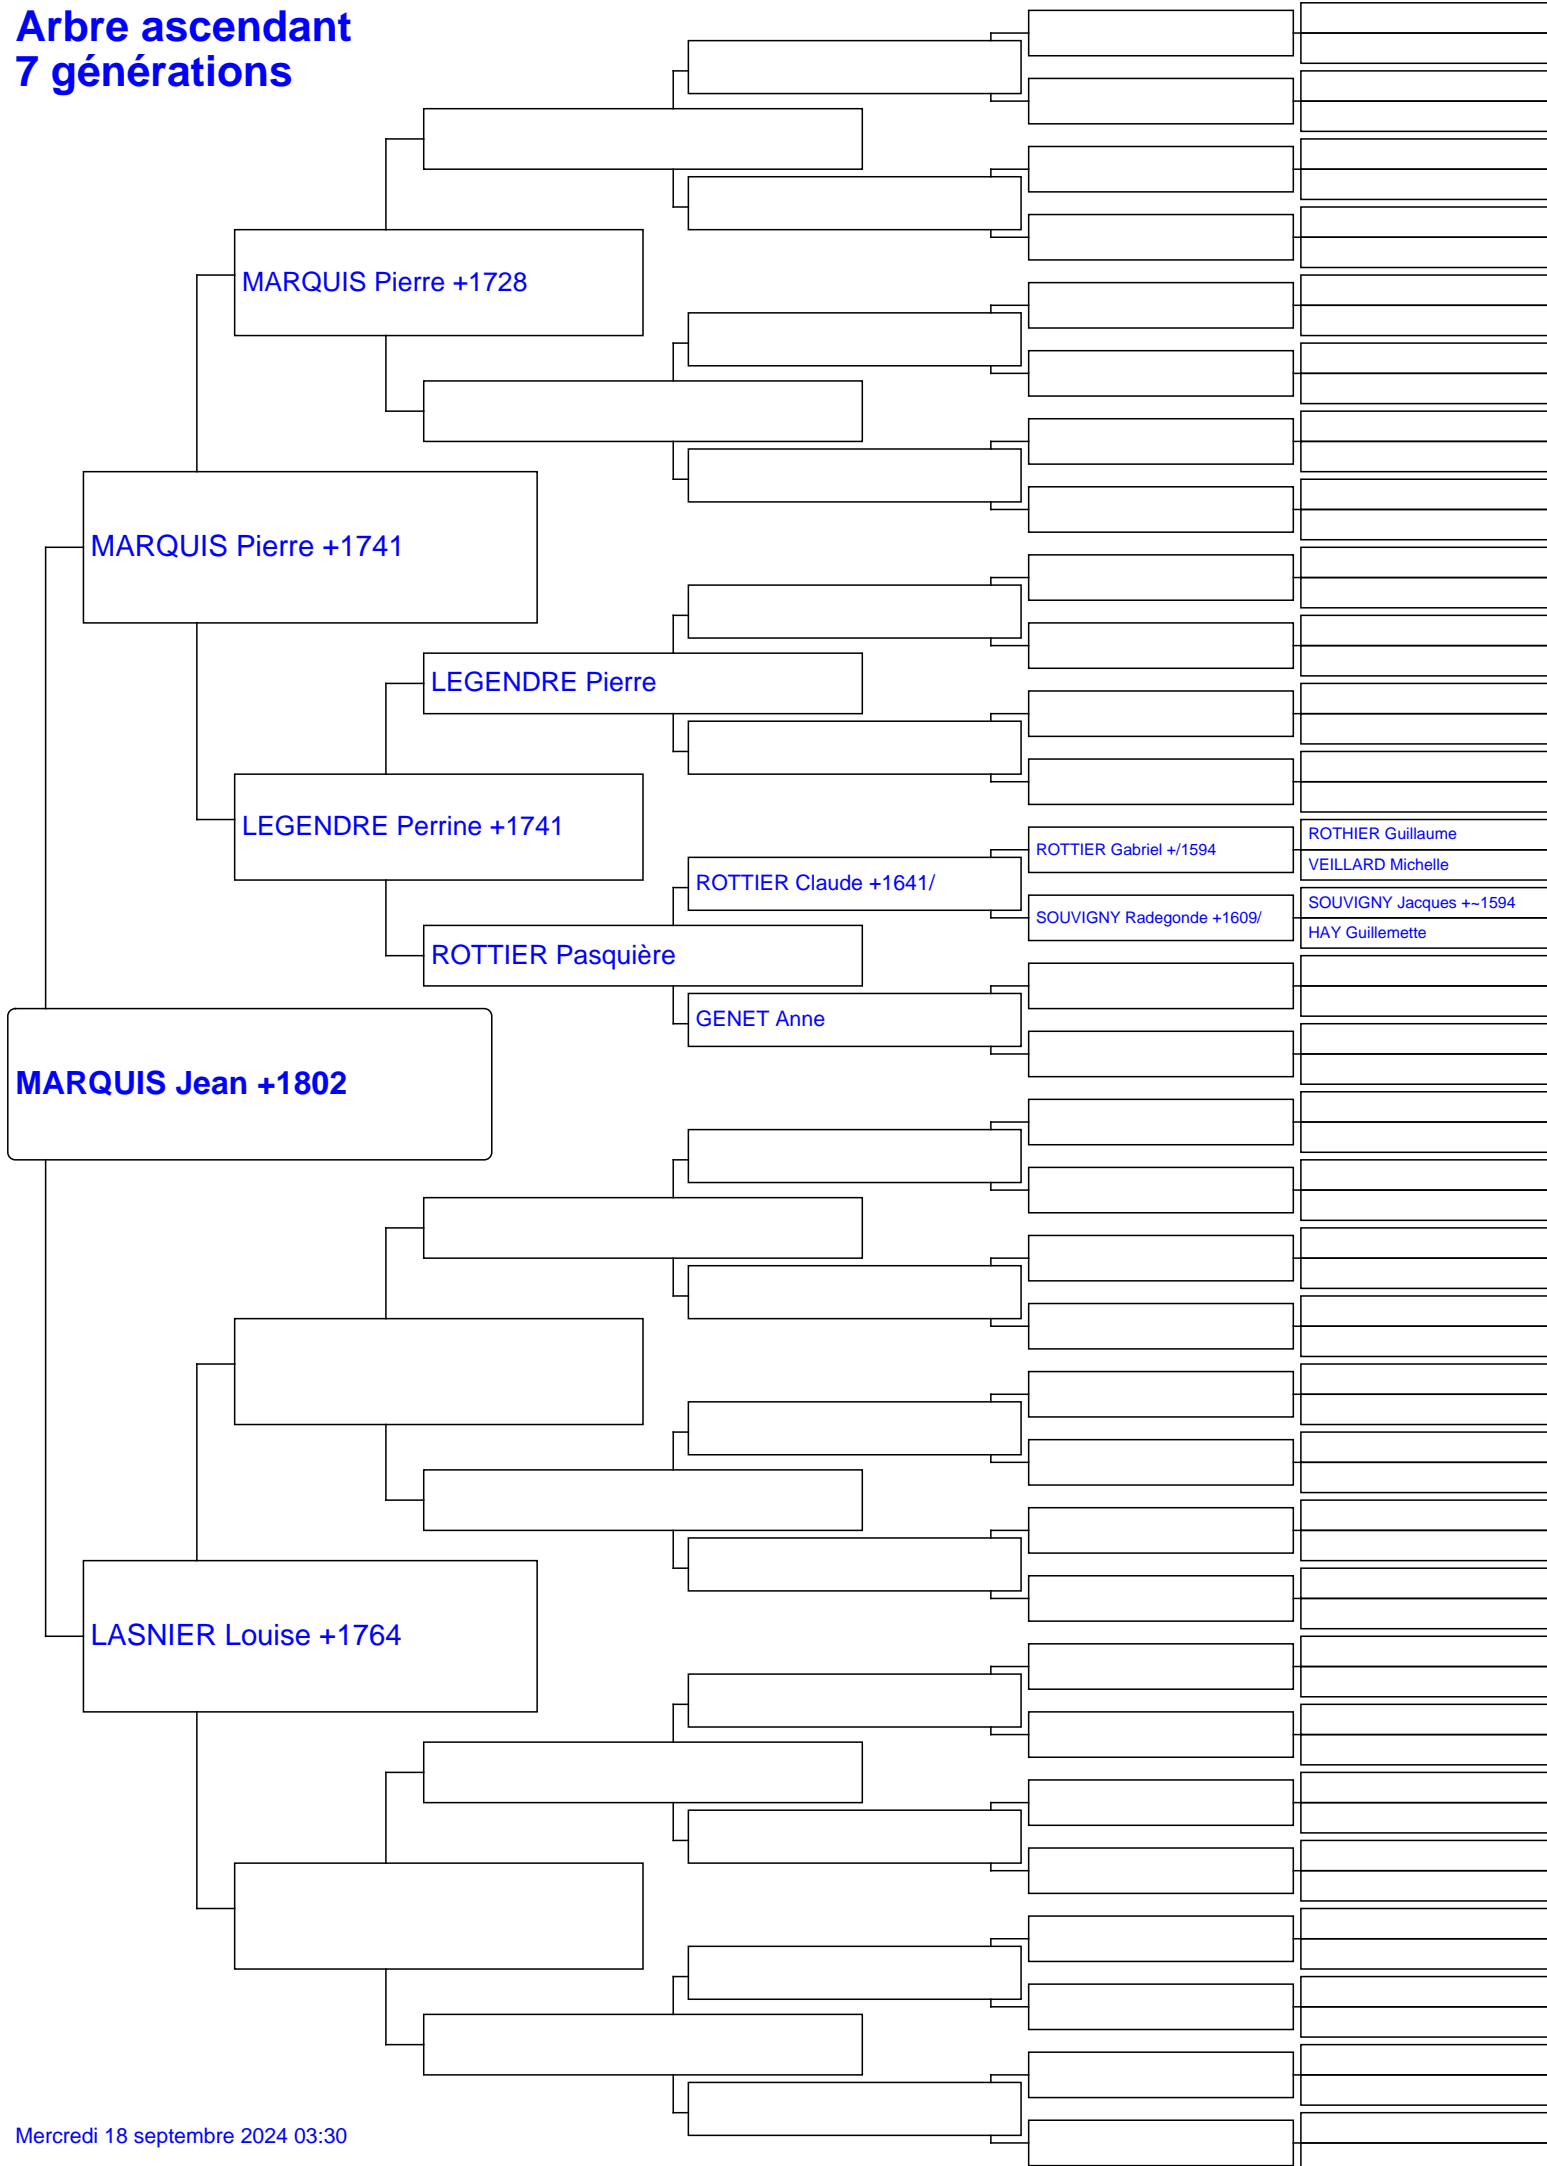 Arbre ascendant
7 générations
MARQUIS Pierre +1728
MARQUIS Pierre +1741
LEGENDRE Pierre
LEGENDRE Perrine +1741
ROTTIER Claude +1641/
ROTTIER Gabriel +/1594
ROTHIER Guillaume
VEILLARD Michelle
SOUVIGNY Radegonde +1609/
SOUVIGNY Jacques +~1594
HAY Guillemette
ROTTIER Pasquière
GENET Anne
MARQUIS Jean +1802
LASNIER Louise +1764
Mercredi 18 septembre 2024 03:30